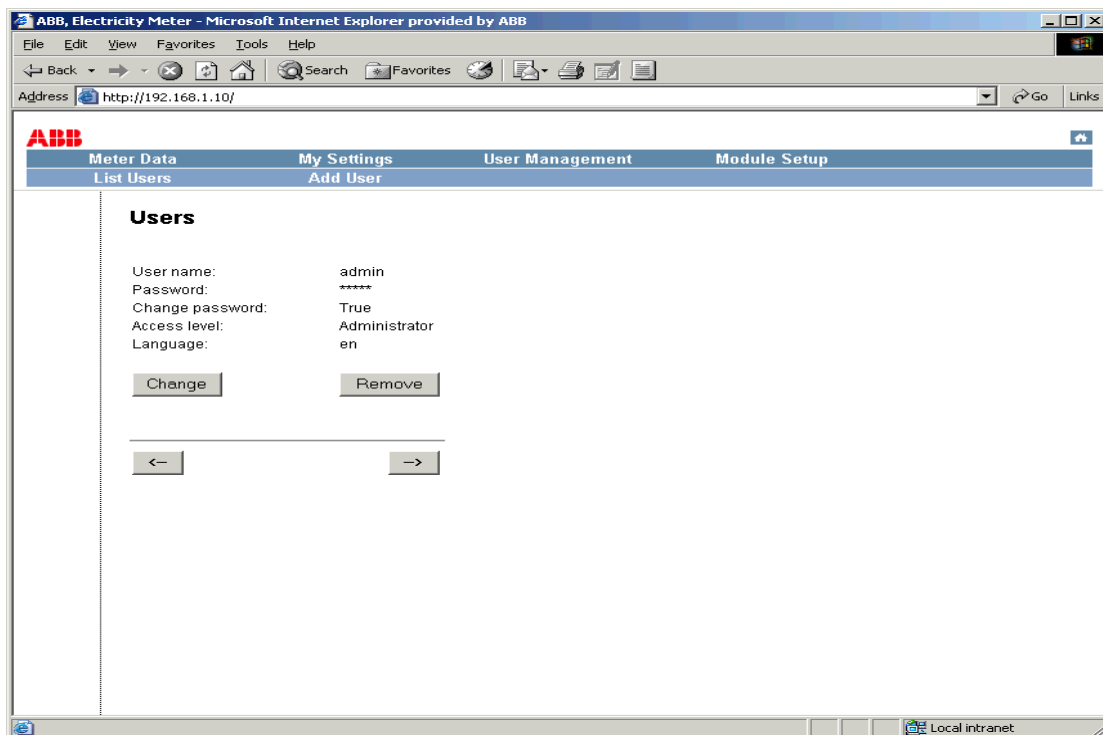 ABB, Electricity Meter - Microsoft Internet Explorer provided by ABB
File Edit View Favorites Tools Help
Back Search Favorites
Address http://192.168.1.10/ Go Links
ABB
Meter Data My Settings User Management Module Setup
List Users Add User
Users
User name: admin
Password: *****
Change password: True
Access level: Administrator
Language: en
Change Remove
<-- -->
Local intranet